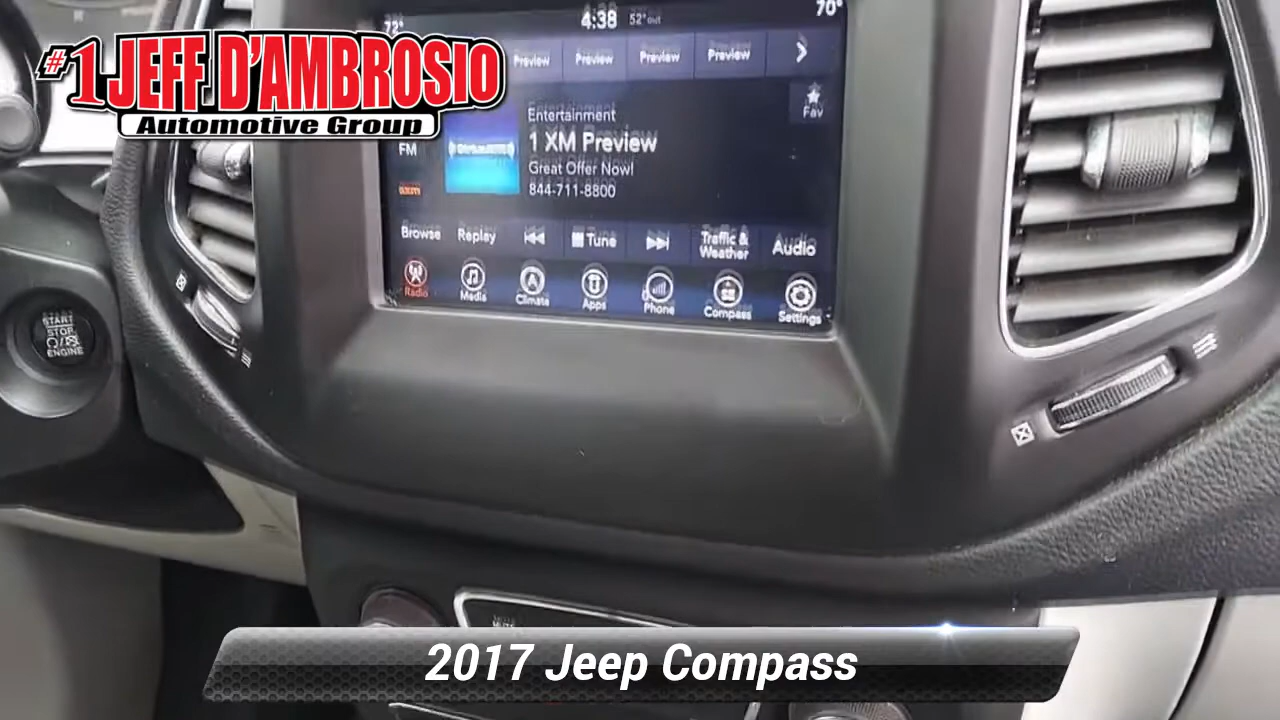 72°
4:38
52° out
70°
#1 JEFF D'AMBROSIO
Automotive Group
Preview Preview Preview Preview
Entertainment
Fav
1 XM Preview
FM
Great Offer Now!
844-711-8800
Browse Replay Tune Traffic & Weather Audio
Radio Media Climate Apps Phone Compass Settings
START
STOP
ENGINE
2017 Jeep Compass